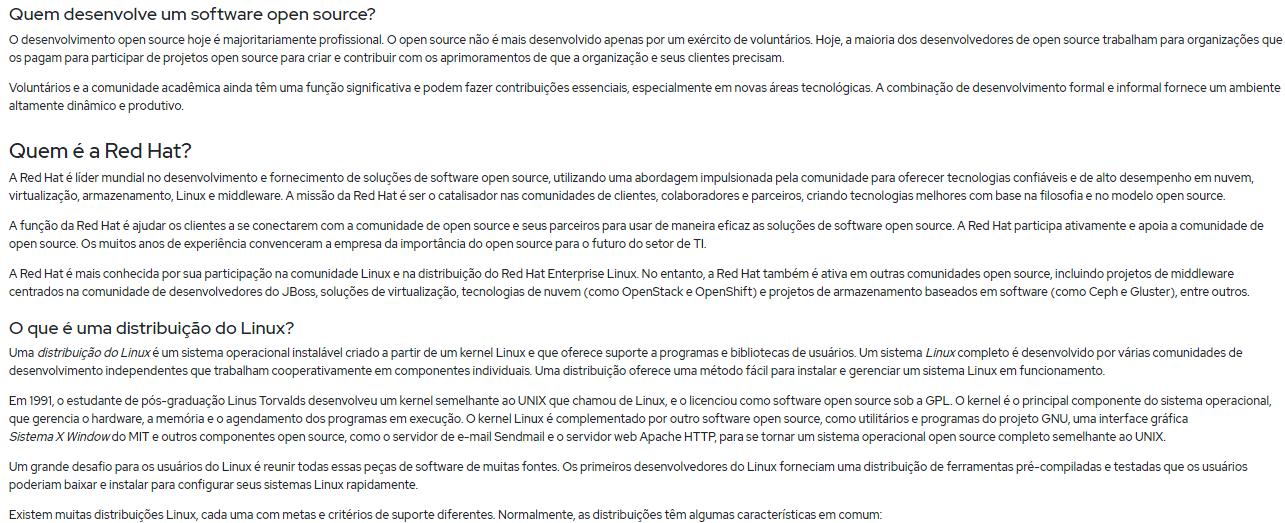 Quem desenvolve um software open source?
O desenvolvimento open source hoje é majoritariamente profissional. O open source não é mais desenvolvido apenas por um exército de voluntários. Hoje, a maioria dos desenvolvedores de open source trabalham para organizações que
os pagam para participar de projetos open source para criar e contribuir com os aprimoramentos de que a organização e seus clientes precisam.
Voluntários e a comunidade acadêmica ainda têm uma função significativa e podem fazer contribuições essenciais, especialmente em novas áreas tecnológicas. A combinação de desenvolvimento formal e informal fornece um ambiente
altamente dinâmico e produtivo.
Quem é a Red Hat?
A Red Hat é líder mundial no desenvolvimento e fornecimento de soluções de software open source, utilizando uma abordagem impulsionada pela comunidade para oferecer tecnologias confiáveis e de alto desempenho em nuvem,
virtualização, armazenamento, Linux e middleware. A missão da Red Hat é ser o catalisador nas comunidades de clientes, colaboradores e parceiros, criando tecnologias melhores com base na filosofia e no modelo open source.
A função da Red Hat é ajudar os clientes a se conectarem com a comunidade de open source e seus parceiros para usar de maneira eficaz as soluções de software open source. A Red Hat participa ativamente e apoia a comunidade de
open source. Os muitos anos de experiência convenceram a empresa da importância do open source para o futuro do setor de TI.
A Red Hat é mais conhecida por sua participação na comunidade Linux e na distribuição do Red Hat Enterprise Linux. No entanto, a Red Hat também é ativa em outras comunidades open source, incluindo projetos de middleware
centrados na comunidade de desenvolvedores do JBoss, soluções de virtualização, tecnologias de nuvem (como OpenStack e OpenShift) e projetos de armazenamento baseados em software (como Ceph e Gluster), entre outros.
O que é uma distribuição do Linux?
Uma distribuição do Linux é um sistema operacional instalável criado a partir de um kernel Linux e que oferece suporte a programas e bibliotecas de usuários. Um sistema Linux completo é desenvolvido por várias comunidades de
desenvolvimento independentes que trabalham cooperativamente em componentes individuais. Uma distribuição oferece uma método fácil para instalar e gerenciar um sistema Linux em funcionamento.
Em 1991, o estudante de pós-graduação Linus Torvalds desenvolveu um kernel semelhante ao UNIX que chamou de Linux, e o licenciou como software open source sob a GPL. O kernel é o principal componente do sistema operacional,
que gerencia o hardware, a memória e o agendamento dos programas em execução. O kernel Linux é complementado por outro software open source, como utilitários e programas do projeto GNU, uma interface gráfica
Sistema X Window do MIT e outros componentes open source, como o servidor de e-mail Sendmail e o servidor web Apache HTTP, para se tornar um sistema operacional open source completo semelhante ao UNIX.
Um grande desafio para os usuários do Linux é reunir todas essas peças de software de muitas fontes. Os primeiros desenvolvedores do Linux forneciam uma distribuição de ferramentas pré-compiladas e testadas que os usuários
poderiam baixar e instalar para configurar seus sistemas Linux rapidamente.
Existem muitas distribuições Linux, cada uma com metas e critérios de suporte diferentes. Normalmente, as distribuições têm algumas características em comum: